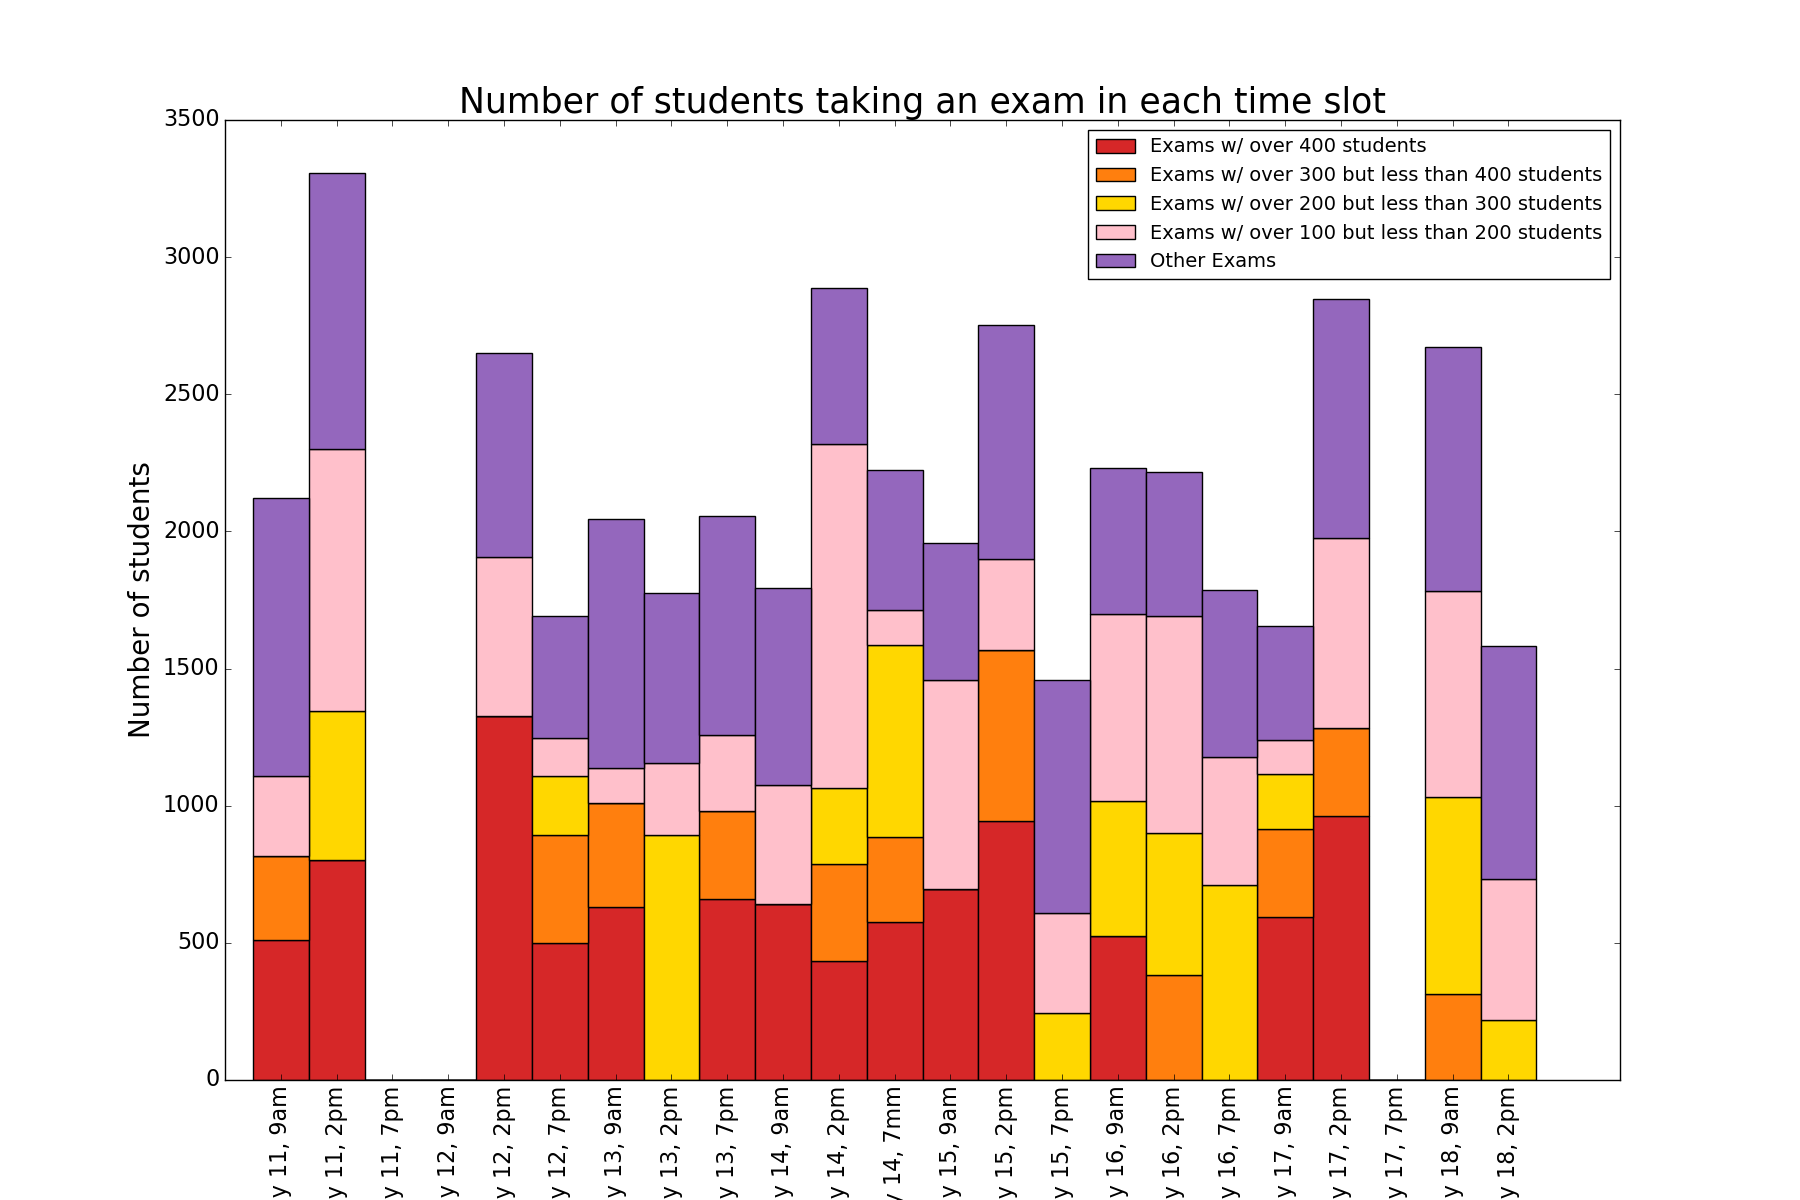 Number of students taking an exam in each time slot
3500
3000
2500
2000
1500
1000
500
0
Number of students
Exams w/ over 400 students
Exams w/ over 300 but less than 400 students
Exams w/ over 200 but less than 300 students
Exams w/ over 100 but less than 200 students
Other Exams
y 11, 9am
y 11, 2pm
y 11, 7pm
y 12, 9am
y 12, 2pm
y 12, 7pm
y 13, 9am
y 13, 2pm
y 13, 7pm
y 14, 9am
y 14, 2pm
y 14, 7mm
y 15, 9am
y 15, 2pm
y 15, 7pm
y 16, 9am
y 16, 2pm
y 16, 7pm
y 17, 9am
y 17, 2pm
y 17, 7pm
y 18, 9am
y 18, 2pm